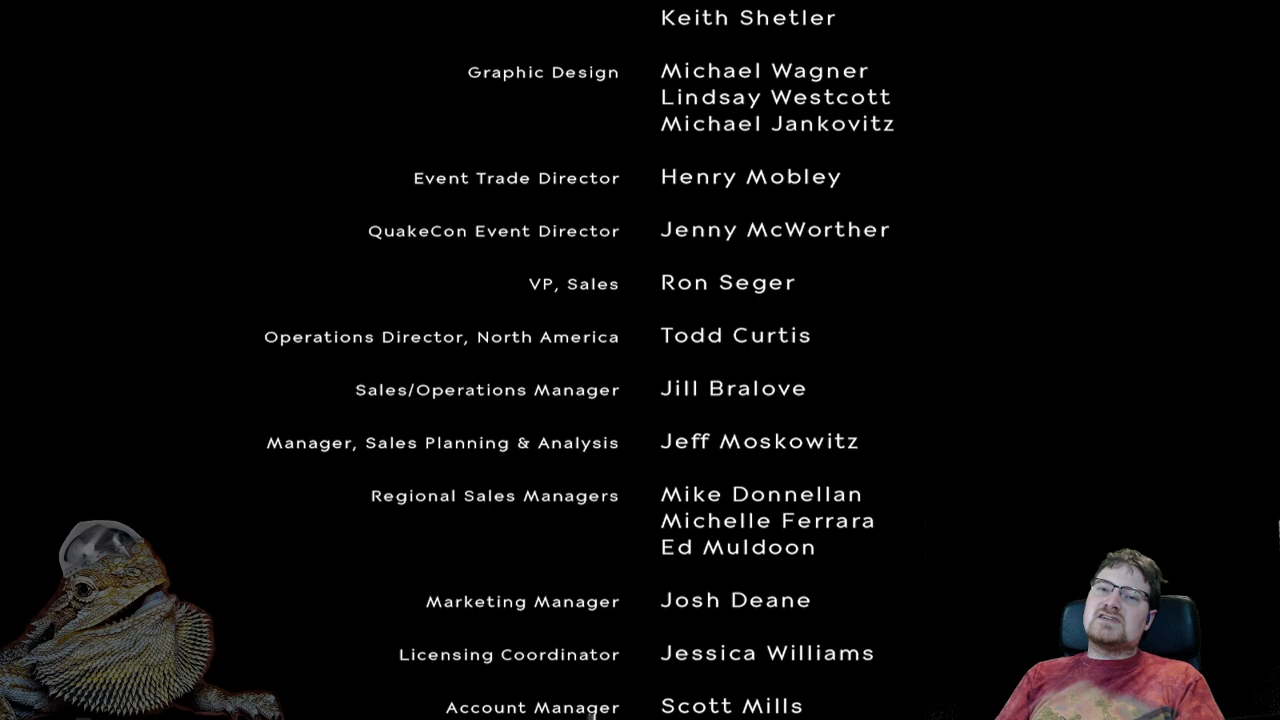 Keith Shetler
Graphic Design Michael Wagner
Lindsay Westcott
Michael Jankovitz
Event Trade Director Henry Mobley
QuakeCon Event Director Jenny McWorther
VP, Sales Ron Seger
Operations Director, North America Todd Curtis
Sales/Operations Manager Jill Bralove
Manager, Sales Planning & Analysis Jeff Moskowitz
Regional Sales Managers Mike Donnellan
Michelle Ferrara
Ed Muldoon
Marketing Manager Josh Deane
Licensing Coordinator Jessica Williams
Account Manager Scott Mills